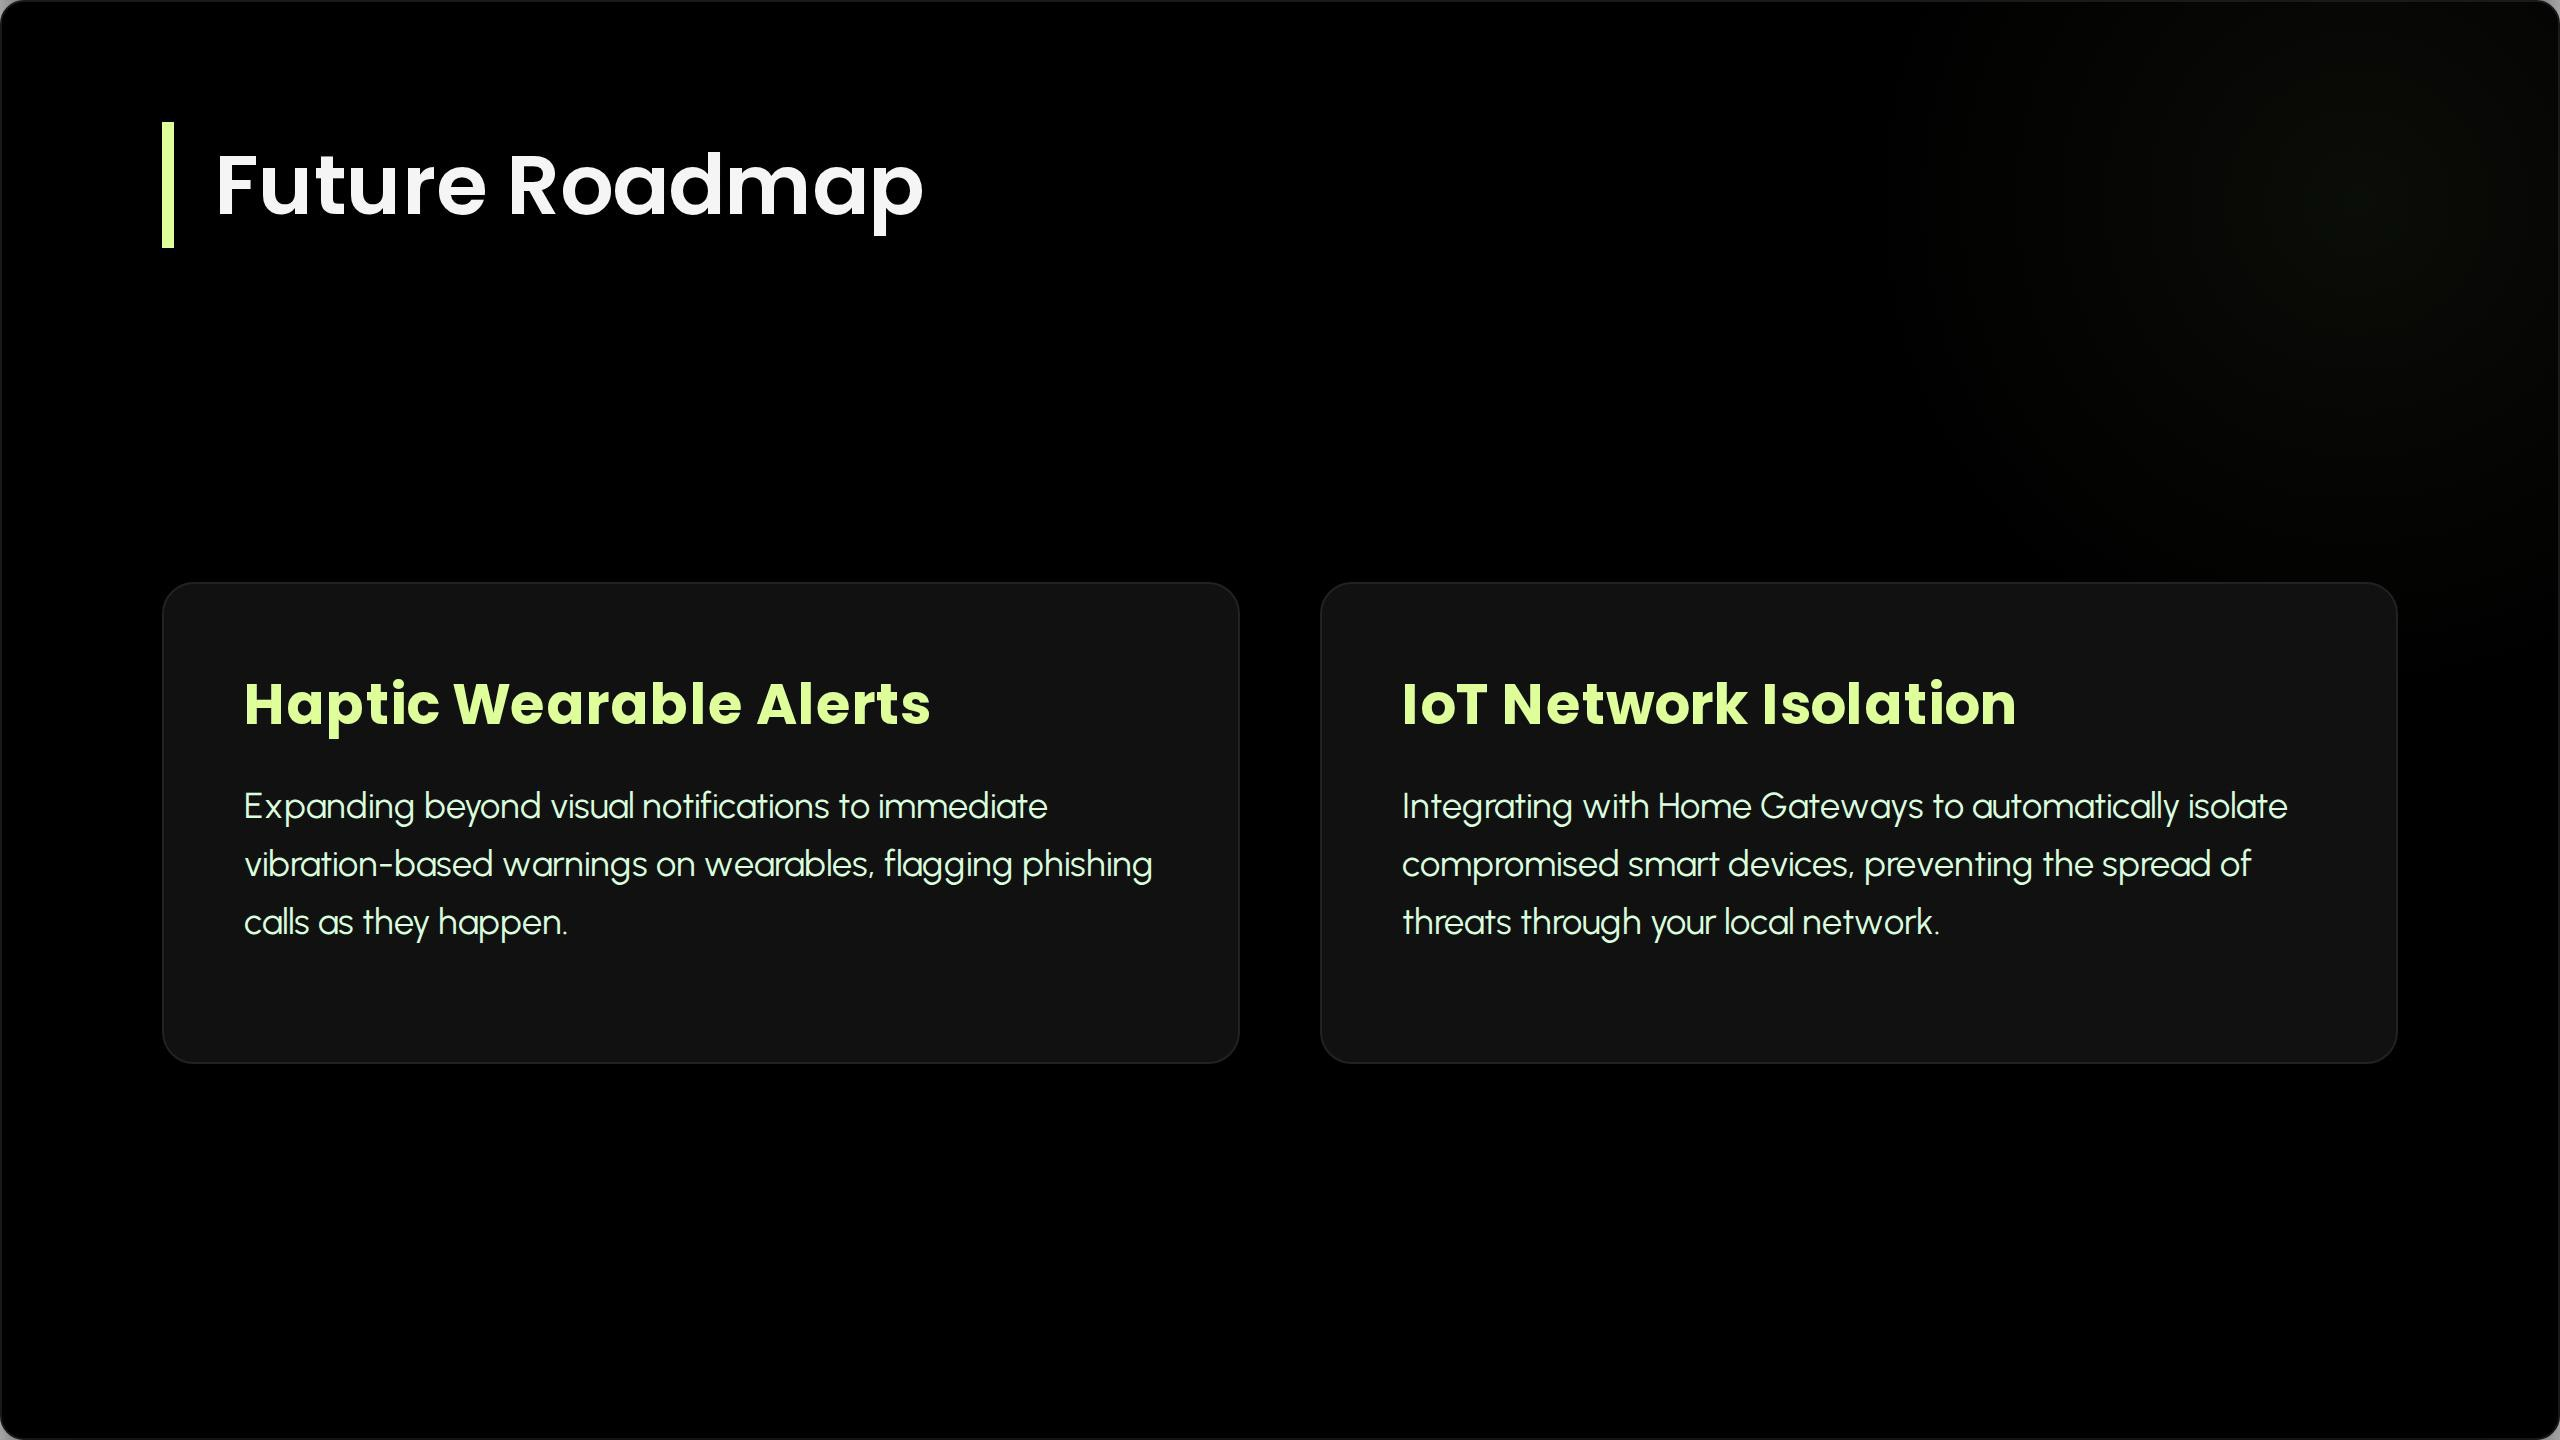 Future Roadmap
Haptic Wearable Alerts
Expanding beyond visual notifications to immediate
vibration-based warnings on wearables, flagging phishing
calls as they happen.
IoT Network Isolation
Integrating with Home Gateways to automatically isolate
compromised smart devices, preventing the spread of
threats through your local network.